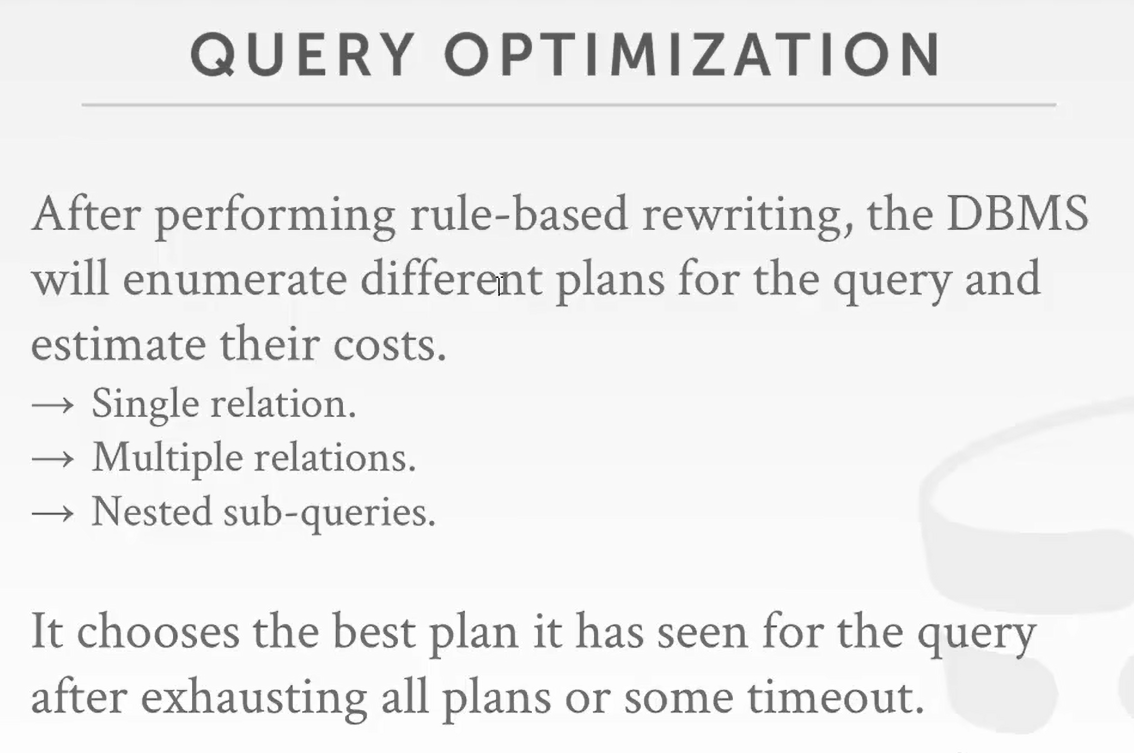 QUERY OPTIMIZATION
After performing rule-based rewriting, the DBMS
will enumerate different plans for the query and
estimate their costs.
→ Single relation.
→ Multiple relations.
→ Nested sub-queries.
It chooses the best plan it has seen for the query
after exhausting all plans or some timeout.